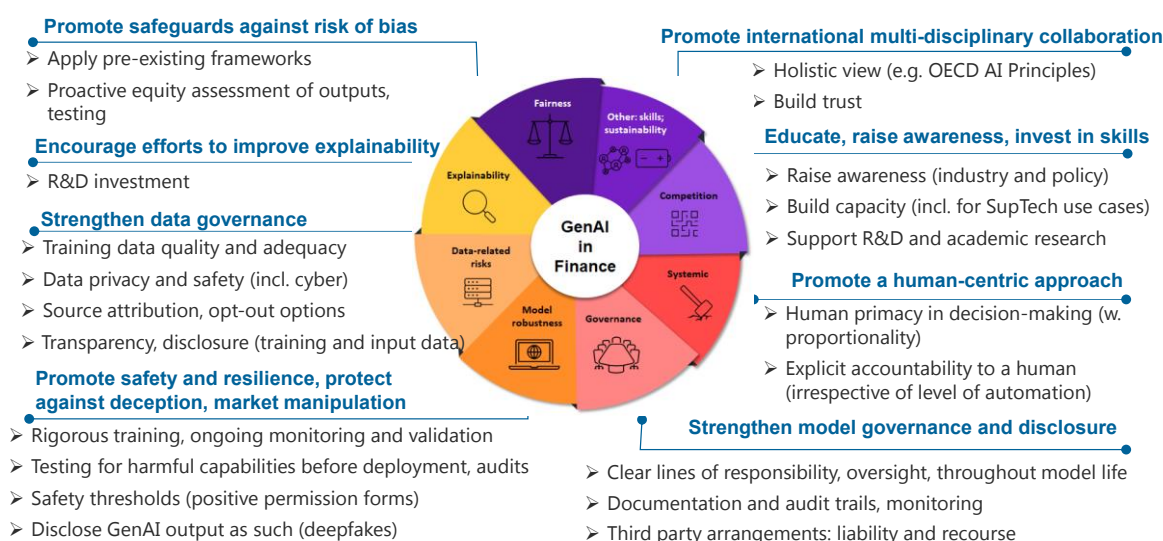 Promote safeguards against risk of bias
➢ Apply pre-existing frameworks
➢ Proactive equity assessment of outputs,
testing
Encourage efforts to improve explainability
➢ R&D investment
Strengthen data governance
➢ Training data quality and adequacy
➢ Data privacy and safety (incl. cyber)
➢ Source attribution, opt-out options
➢ Transparency, disclosure (training and input data)
Promote safety and resilience, protect
against deception, market manipulation
➢ Rigorous training, ongoing monitoring and validation
➢ Testing for harmful capabilities before deployment, audits
➢ Safety thresholds (positive permission forms)
➢ Disclose GenAI output as such (deepfakes)
Fairness
Other: skills;
sustainability
Explainability
Competition
GenAI
in
Finance
Data-related
risks
Systemic
Model
robustness
Governance
Promote international multi-disciplinary collaboration
➢ Holistic view (e.g. OECD AI Principles)
➢ Build trust
Educate, raise awareness, invest in skills
➢ Raise awareness (industry and policy)
➢ Build capacity (incl. for SupTech use cases)
➢ Support R&D and academic research
Promote a human-centric approach
➢ Human primacy in decision-making (w.
proportionality)
➢ Explicit accountability to a human
(irrespective of level of automation)
Strengthen model governance and disclosure
➢ Clear lines of responsibility, oversight, throughout model life
➢ Documentation and audit trails, monitoring
➢ Third party arrangements: liability and recourse